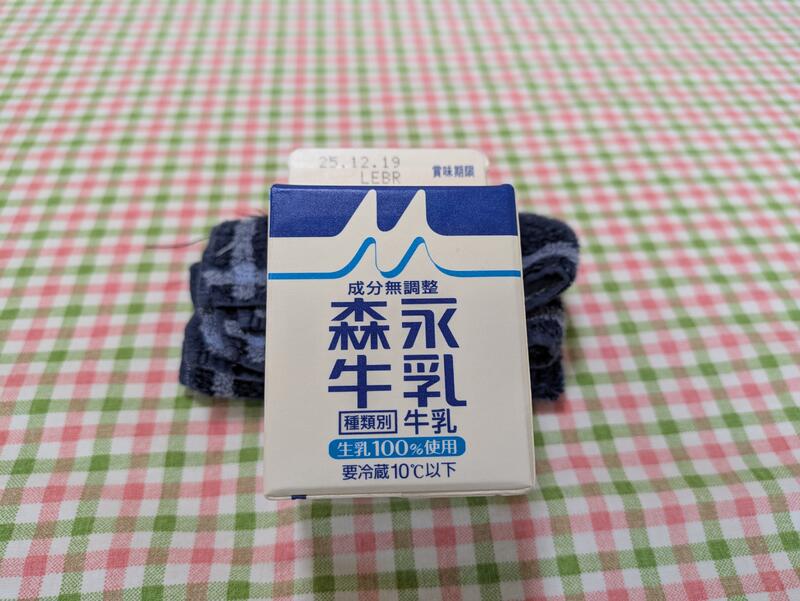 25.12.19
LEBR
賞味期限
成分無調整
森永
牛乳
種類別 牛乳
生乳100%使用
要冷蔵10℃以下